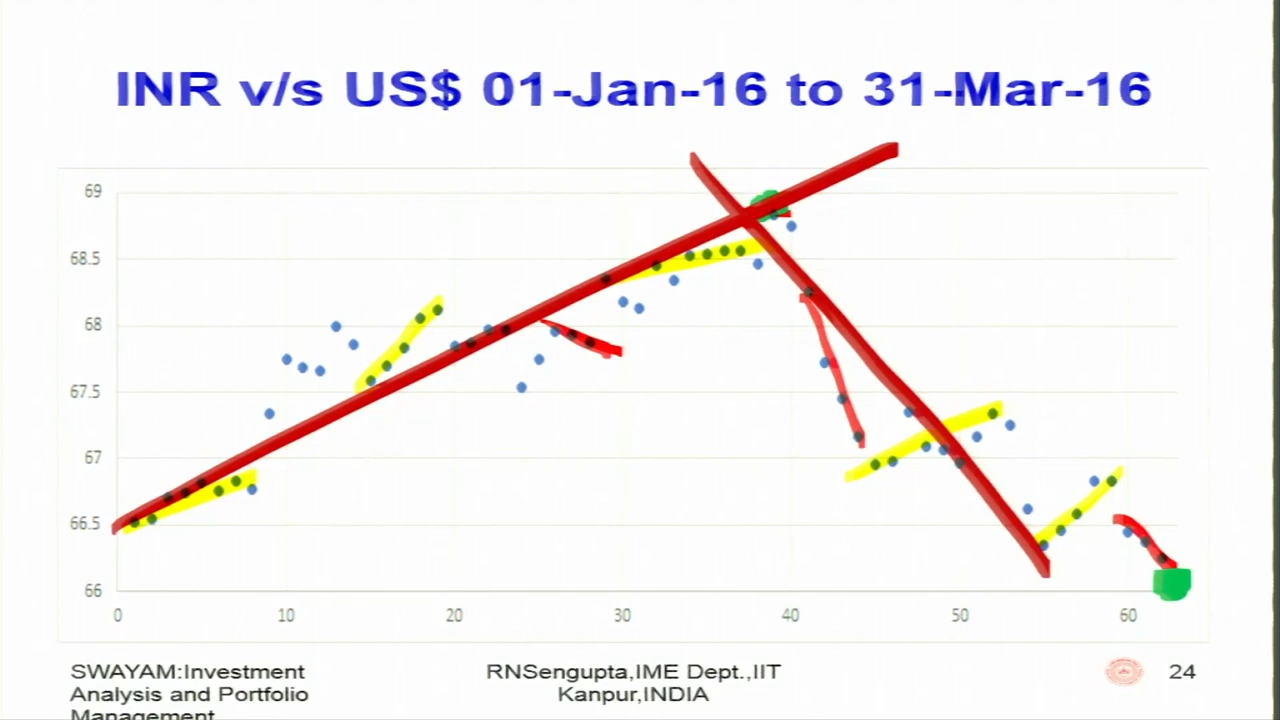 INR v/s US$ 01-Jan-16 to 31-Mar-16
69
68.5
68
67.5
67
66.5
66
0 10 20 30 40 50 60
SWAYAM:Investment
Analysis and Portfolio
Management
RNSengupta,IME Dept.,IIT
Kanpur,INDIA
24